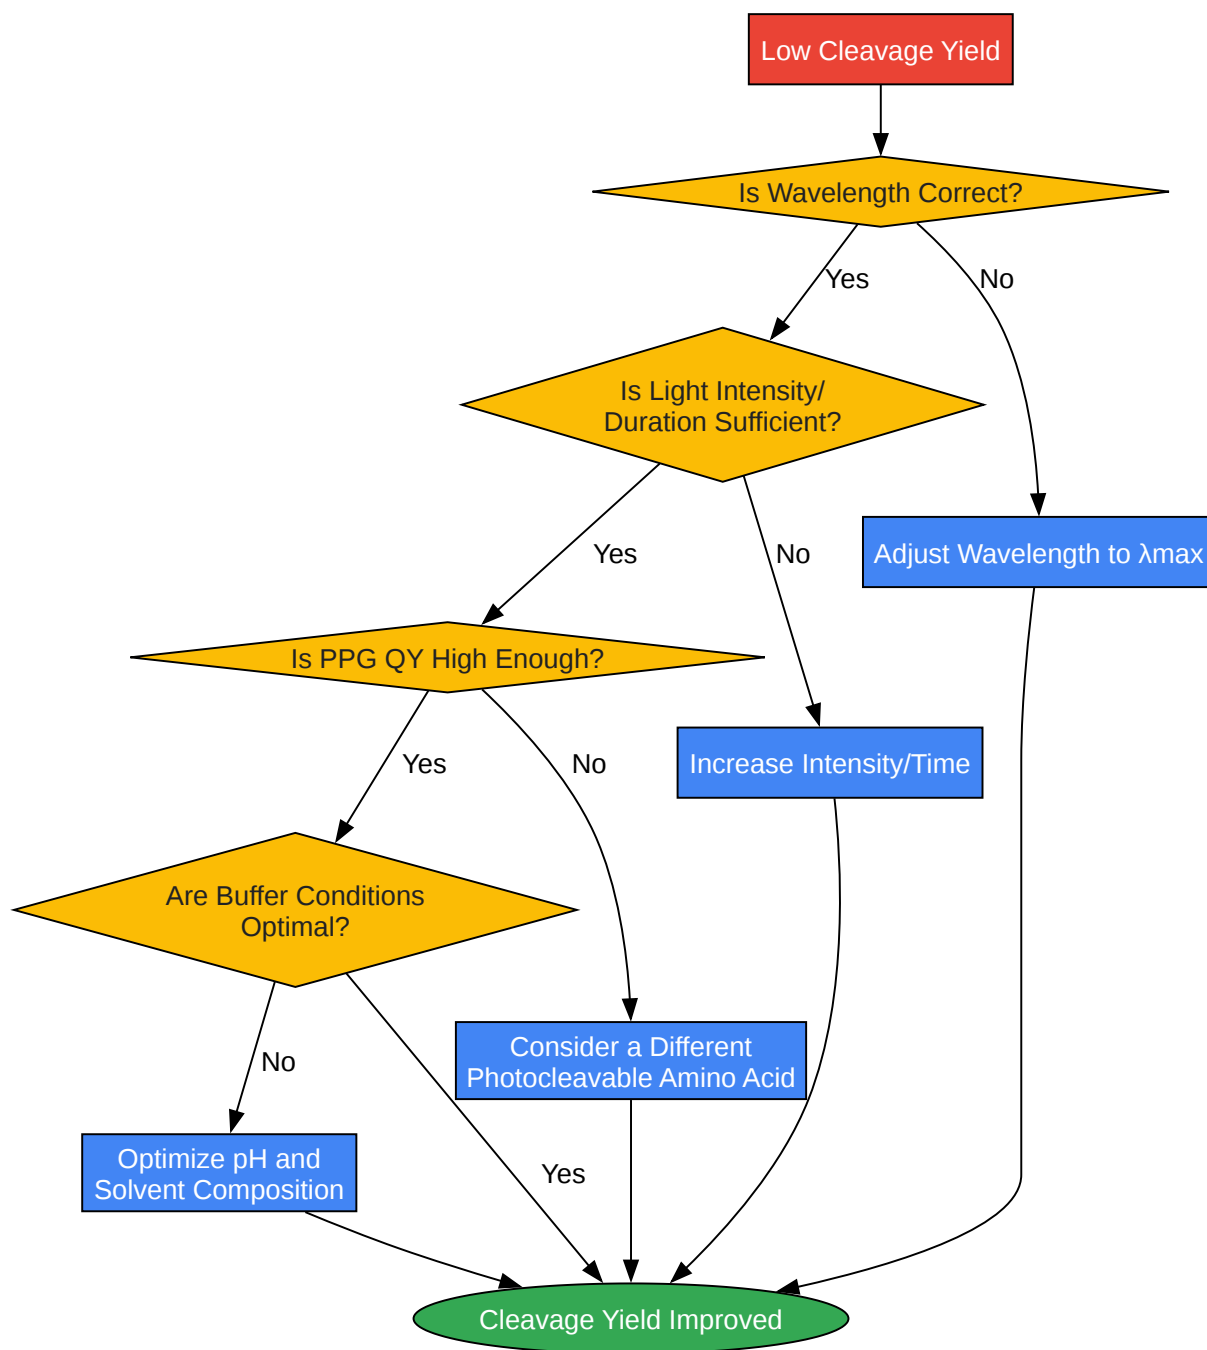 Low Cleavage Yield
Is Wavelength Correct?
Yes
No
Is Light Intensity/
Duration Sufficient?
Yes
No
Adjust Wavelength to λmax
Is PPG QY High Enough?
Yes
No
Increase Intensity/Time
Are Buffer Conditions
Optimal?
No
Yes
Consider a Different
Photocleavable Amino Acid
Optimize pH and
Solvent Composition
Cleavage Yield Improved